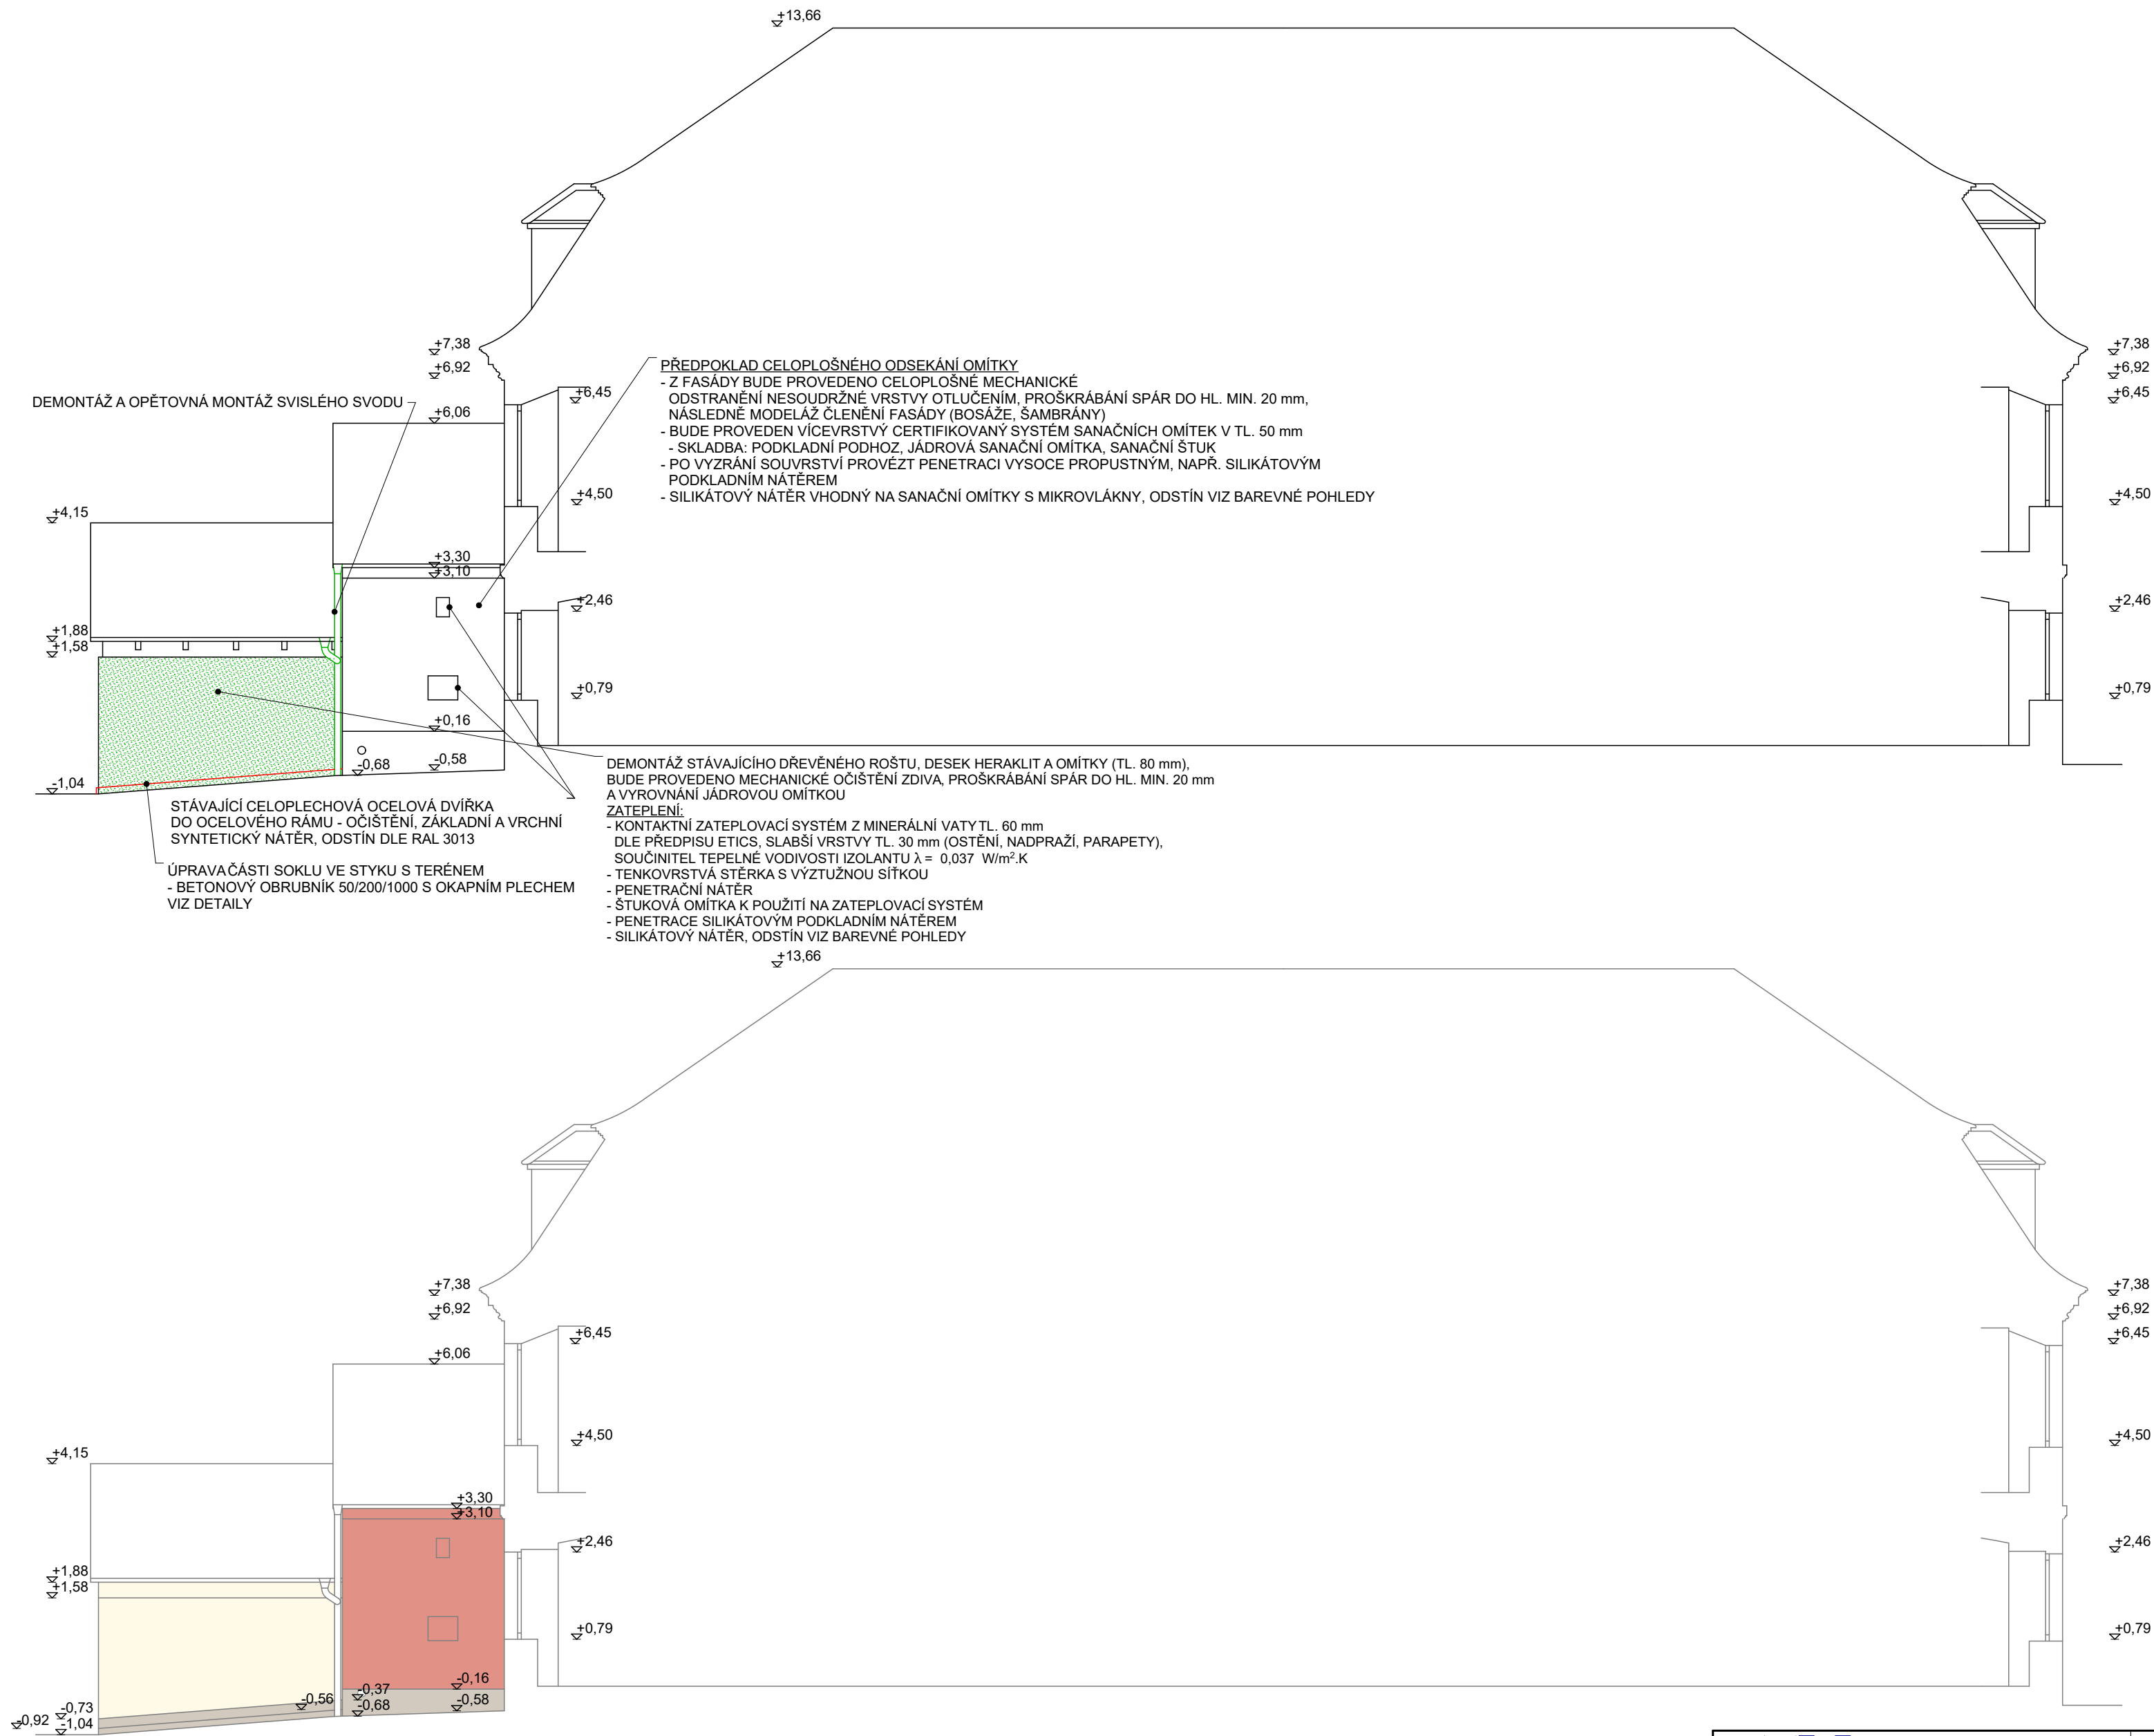 +13,66
+7,38
+6,92
+6,45
+6,06
+4,50
+4,15
+3,30
+3,10
+2,46
+1,88
+1,58
+0,79
+0,16
-0,58
-0,68
-1,04
+7,38
+6,92
+6,45
+4,50
+2,46
+0,79
DEMONTÁŽ A OPĚTOVNÁ MONTÁŽ SVISLÉHO SVODU
PŘEDPOKLAD CELOPLOŠNÉHO ODSEKÁNÍ OMÍTKY
- Z FASÁDY BUDE PROVEDENO CELOPLOŠNÉ MECHANICKÉ
ODSTRANĚNÍ NESOUDRŽNÉ VRSTVY OTLUČENÍM, PROŠKRÁBÁNÍ SPÁR DO HL. MIN. 20 mm,
NÁSLEDNĚ MODELÁŽ ČLENĚNÍ FASÁDY (BOSÁŽE, ŠAMBRÁNY)
- BUDE PROVEDEN VÍCEVRSTVÝ CERTIFIKOVANÝ SYSTÉM SANAČNÍCH OMÍTEK V TL. 50 mm
- SKLADBA: PODKLADNÍ PODHOZ, JÁDROVÁ SANAČNÍ OMÍTKA, SANAČNÍ ŠTUK
- PO VYZRÁNÍ SOUVRSTVÍ PROVÉZT PENETRACI VYSOCE PROPUSTNÝM, NAPŘ. SILIKÁTOVÝM
PODKLADNÍM NÁTĚREM
- SILIKÁTOVÝ NÁTĚR VHODNÝ NA SANAČNÍ OMÍTKY S MIKROVLÁKNY, ODSTÍN VIZ BAREVNÉ POHLEDY
STÁVAJÍCÍ CELOPLECHOVÁ OCELOVÁ DVÍŘKA
DO OCELOVÉHO RÁMU - OČIŠTĚNÍ, ZÁKLADNÍ A VRCHNÍ
SYNTETICKÝ NÁTĚR, ODSTÍN DLE RAL 3013
ÚPRAVA ČÁSTI SOKLU VE STYKU S TERÉNEM
- BETONOVÝ OBRUBNÍK 50/200/1000 S OKAPNÍM PLECHEM
VIZ DETAILY
DEMONTÁŽ STÁVAJÍCÍHO DŘEVĚNÉHO ROŠTU, DESEK HERAKLIT A OMÍTKY (TL. 80 mm),
BUDE PROVEDENO MECHANICKÉ OČIŠTĚNÍ ZDIVA, PROŠKRÁBÁNÍ SPÁR DO HL. MIN. 20 mm
A VYROVNÁNÍ JÁDROVOU OMÍTKOU
ZATEPLENÍ:
- KONTAKTNÍ ZATEPLOVACÍ SYSTÉM Z MINERÁLNÍ VATY TL. 60 mm
DLE PŘEDPISU ETICS, SLABŠÍ VRSTVY TL. 30 mm (OSTĚNÍ, NADPRAŽÍ, PARAPETY),
SOUČINITEL TEPELNÉ VODIVOSTI IZOLANTU λ = 0,037 W/m².K
- TENKOVRSTVÁ STĚRKA S VÝZTUŽNOU SÍŤKOU
- PENETRAČNÍ NÁTĚR
- ŠTUKOVÁ OMÍTKA K POUŽITÍ NA ZATEPLOVACÍ SYSTÉM
- PENETRACE SILIKÁTOVÝM PODKLADNÍM NÁTĚREM
- SILIKÁTOVÝ NÁTĚR, ODSTÍN VIZ BAREVNÉ POHLEDY
+13,66
+7,38
+6,92
+6,45
+6,06
+4,50
+4,15
+3,30
+3,10
+2,46
+1,88
+1,58
+0,79
-0,16
-0,37
-0,56
-0,58
-0,68
-0,73
-0,92
-1,04
+7,38
+6,92
+6,45
+4,50
+2,46
+0,79